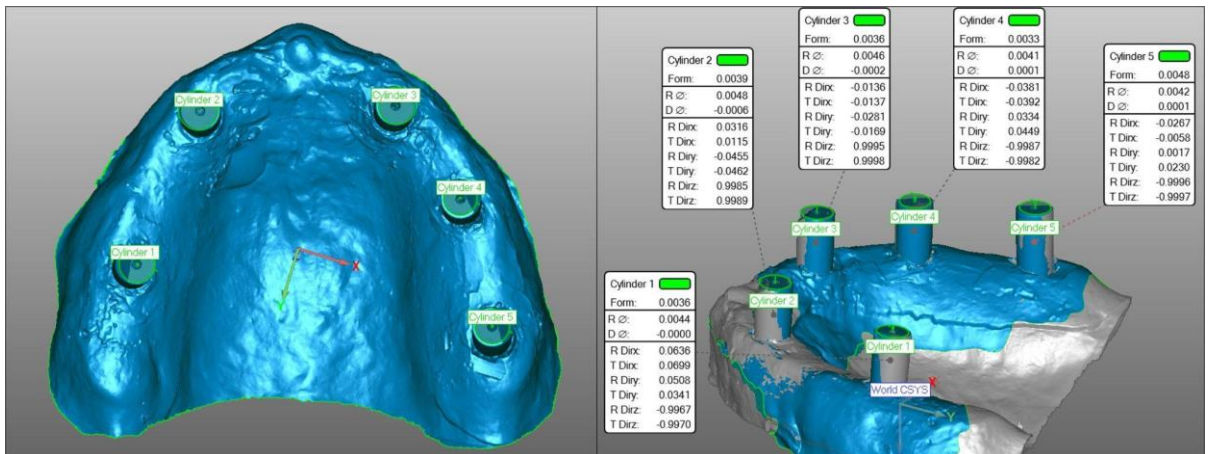 Cylinder 2
Cylinder 3
Cylinder 4
Cylinder 1
Cylinder 5
X
Y
Cylinder 2
Form: 0.0039
R Ø: 0.0048
D Ø: -0.0006
R Dirx: 0.0316
T Dirx: 0.0115
R Diry: -0.0455
T Diry: -0.0462
R Dirz: 0.9985
T Dirz: 0.9989
Cylinder 3
Form: 0.0036
R Ø: 0.0046
D Ø: -0.0002
R Dirx: -0.0136
T Dirx: -0.0137
R Diry: -0.0281
T Diry: -0.0169
R Dirz: 0.9995
T Dirz: 0.9998
Cylinder 4
Form: 0.0033
R Ø: 0.0041
D Ø: 0.0001
R Dirx: -0.0381
T Dirx: -0.0392
R Diry: 0.0334
T Diry: 0.0449
R Dirz: -0.9987
T Dirz: -0.9982
Cylinder 5
Form: 0.0048
R Ø: 0.0042
D Ø: 0.0001
R Dirx: -0.0267
T Dirx: -0.0058
R Diry: 0.0017
T Diry: 0.0230
R Dirz: -0.9996
T Dirz: -0.9997
Cylinder 1
Form: 0.0036
R Ø: 0.0044
D Ø: -0.0000
R Dirx: 0.0636
T Dirx: 0.0699
R Diry: 0.0508
T Diry: 0.0341
R Dirz: -0.9967
T Dirz: -0.9970
Cylinder 3
Cylinder 4
Cylinder 5
Cylinder 2
Cylinder 1
World CSYS
X
Y